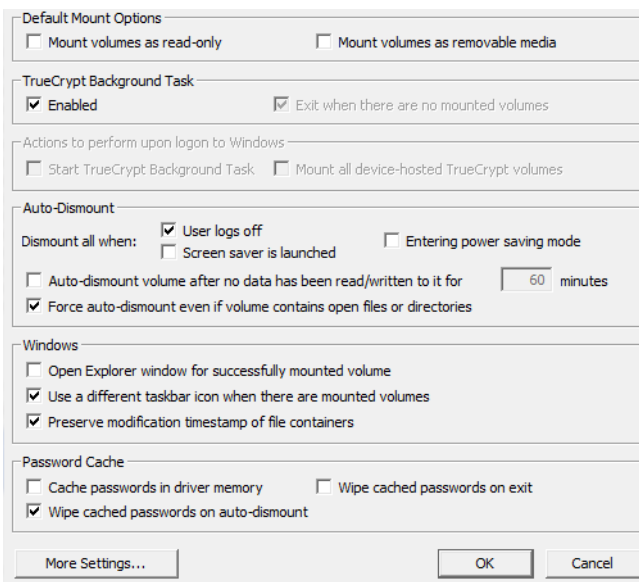 Default Mount Options
Mount volumes as read-only Mount volumes as removable media
TrueCrypt Background Task
Enabled Exit when there are no mounted volumes
Actions to perform upon logon to Windows
Start TrueCrypt Background Task Mount all device-hosted TrueCrypt volumes
Auto-Dismount
Dismount all when: User logs off Entering power saving mode
Screen saver is launched
Auto-dismount volume after no data has been read/written to it for 60 minutes
Force auto-dismount even if volume contains open files or directories
Windows
Open Explorer window for successfully mounted volume
Use a different taskbar icon when there are mounted volumes
Preserve modification timestamp of file containers
Password Cache
Cache passwords in driver memory Wipe cached passwords on exit
Wipe cached passwords on auto-dismount
More Settings... OK Cancel